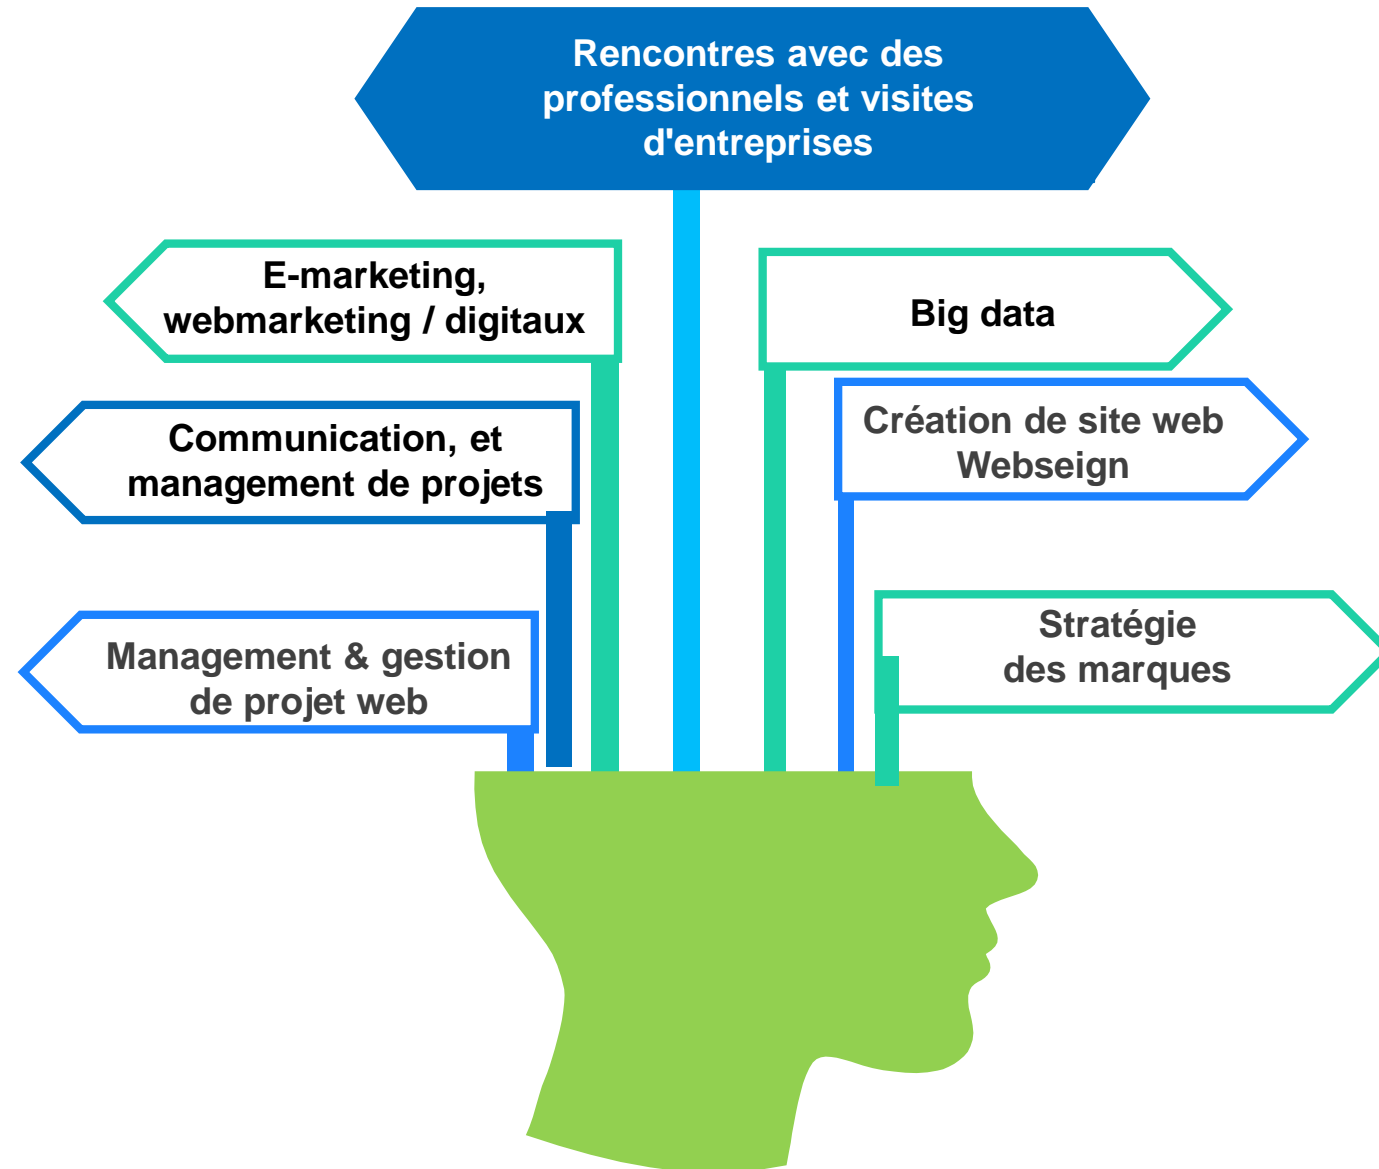 Rencontres avec des
professionnels et visites
d'entreprises
E-marketing,
webmarketing / digitaux
Big data
Communication, et
management de projets
Création de site web
Webseign
Management & gestion
de projet web
Stratégie
des marques